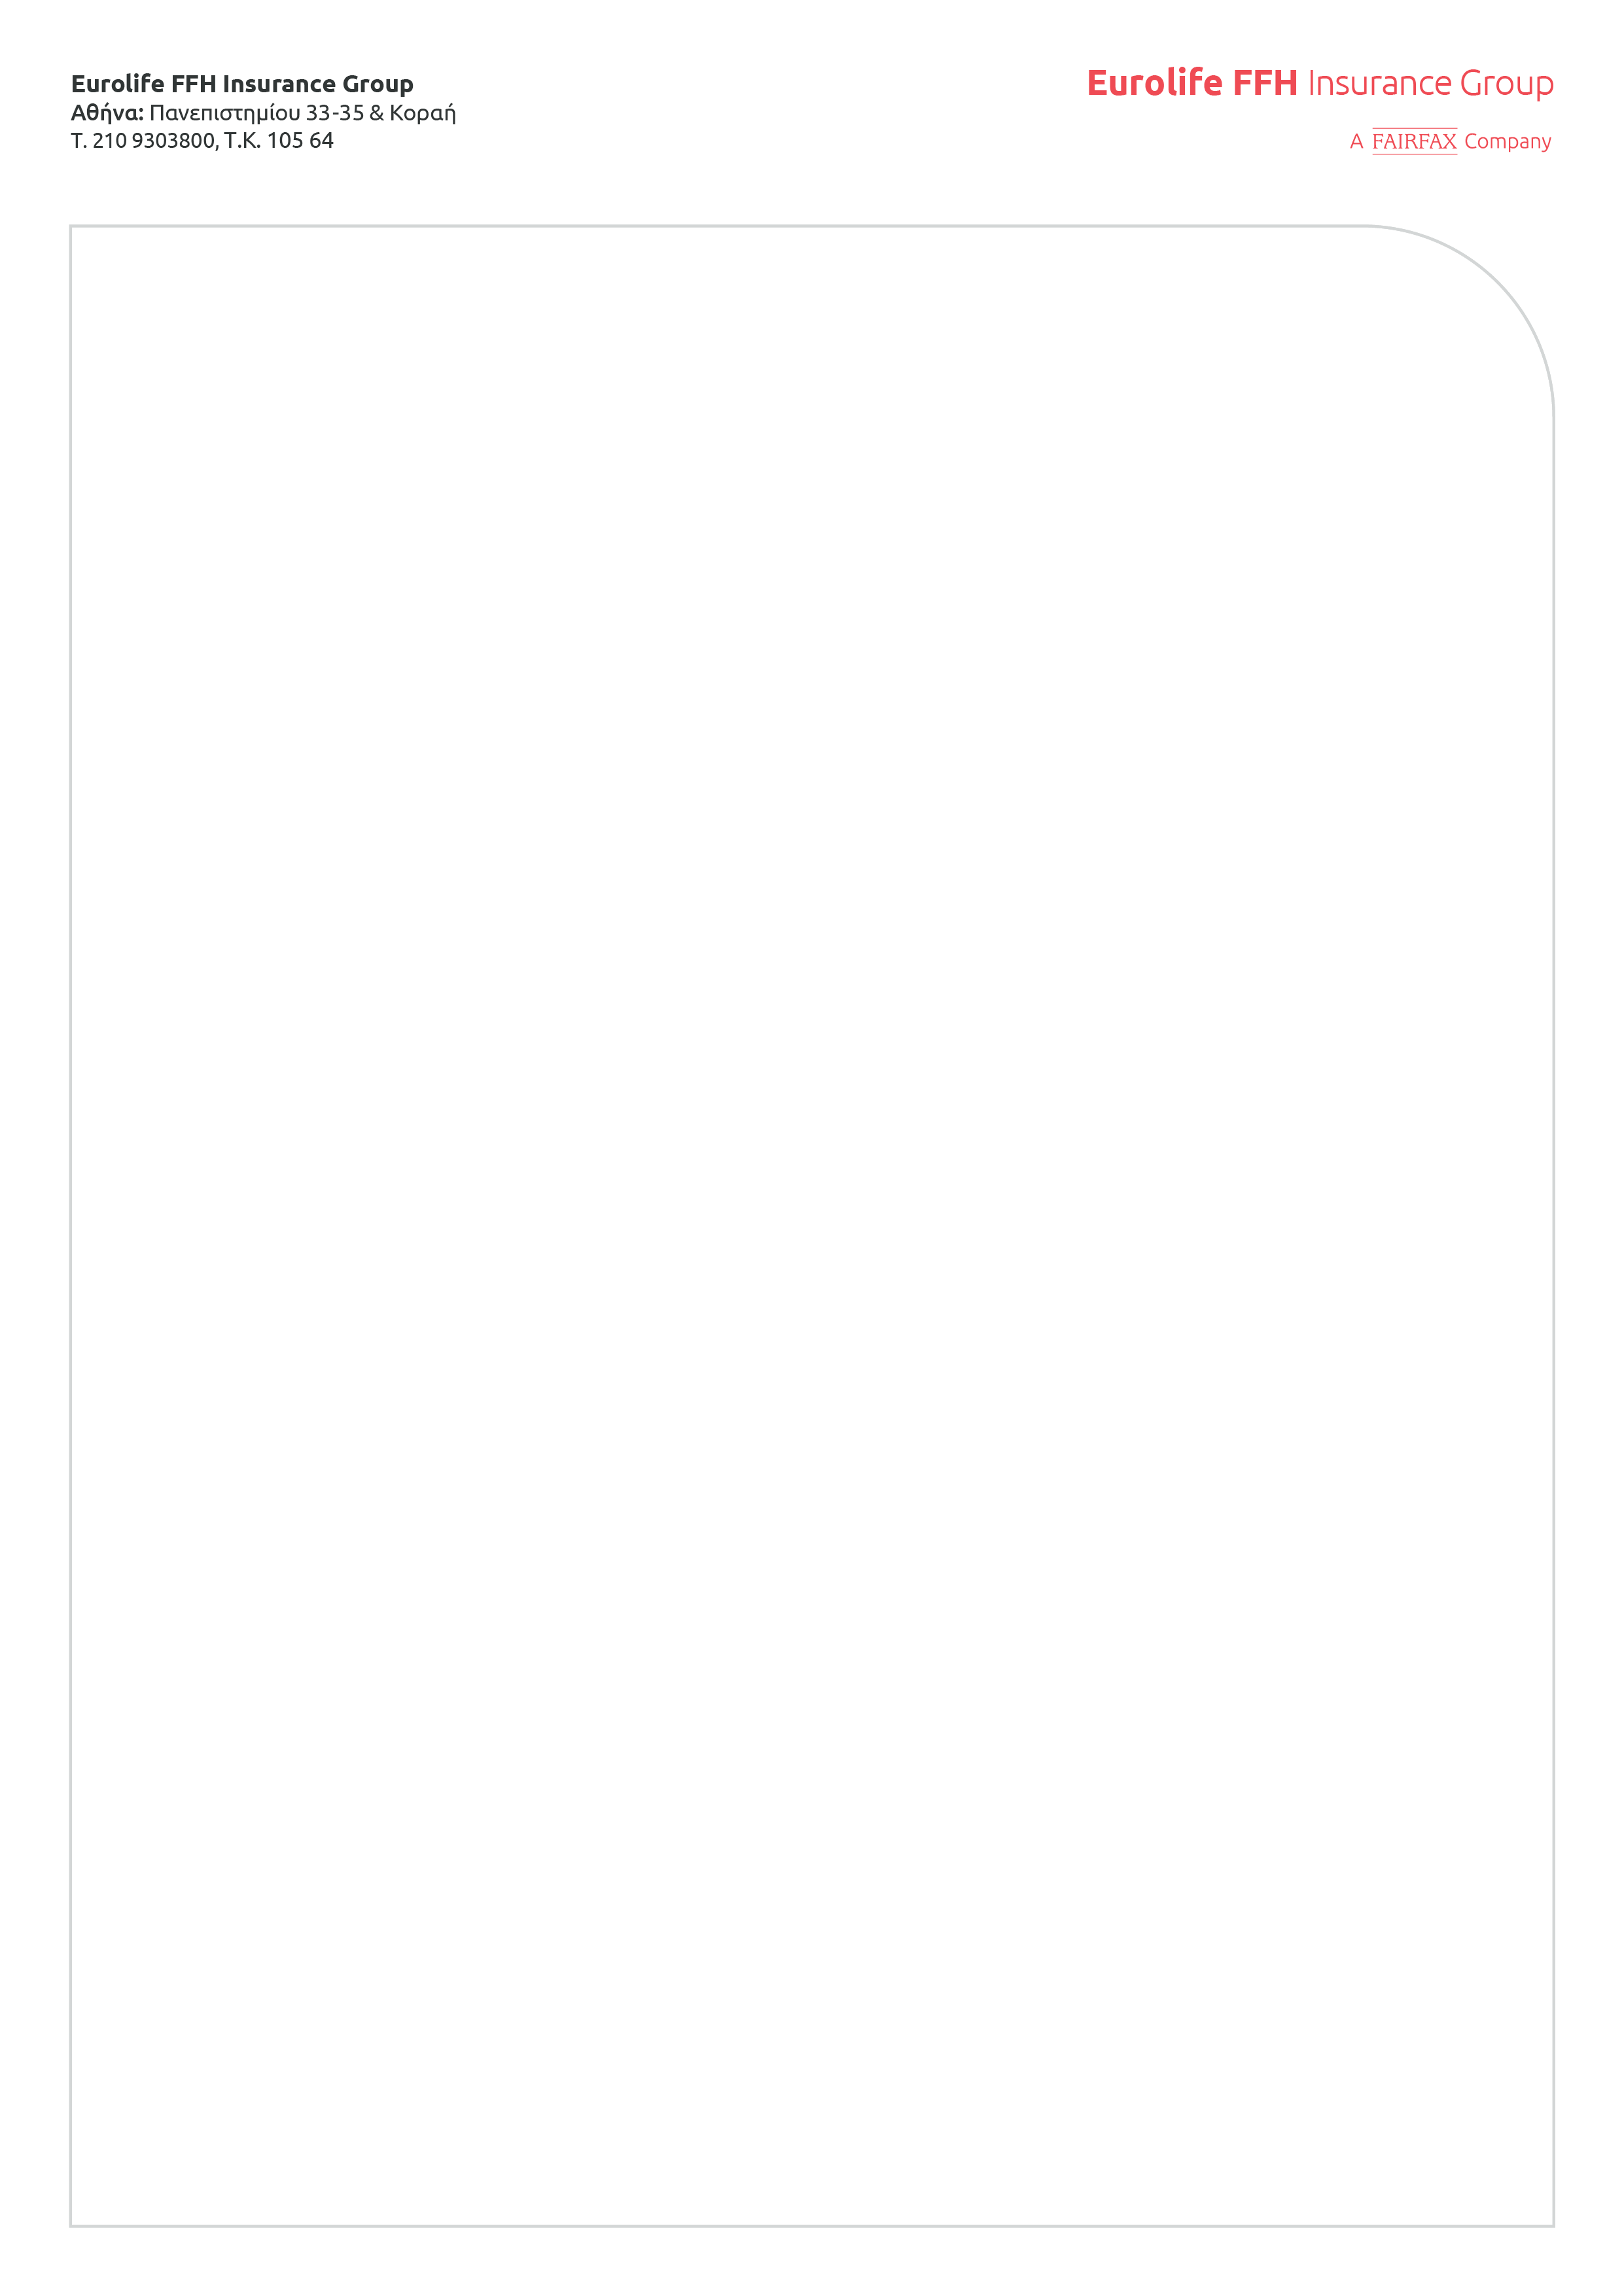 Eurolife FFH Insurance Group
Αθήνα: Πανεπιστημίου 33-35 & Κοραή
Τ. 210 9303800, Τ.Κ. 105 64
Eurolife FFH Insurance Group
A FAIRFAX Company